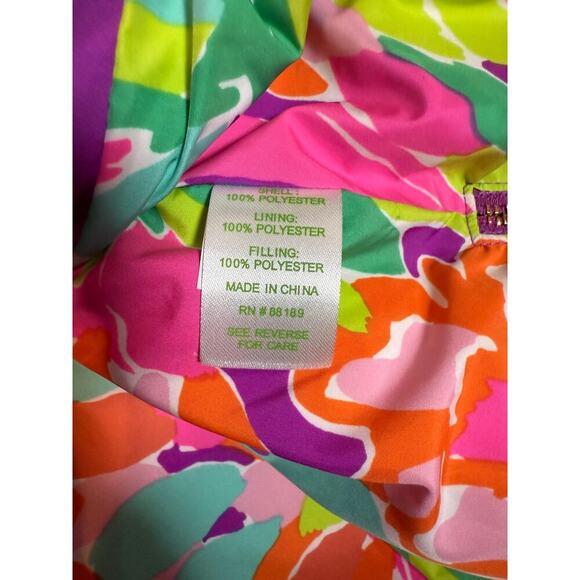 SHELL:
100% POLYESTER
LINING:
100% POLYESTER
FILLING:
100% POLYESTER
MADE IN CHINA
RN # 88189
SEE REVERSE
FOR CARE